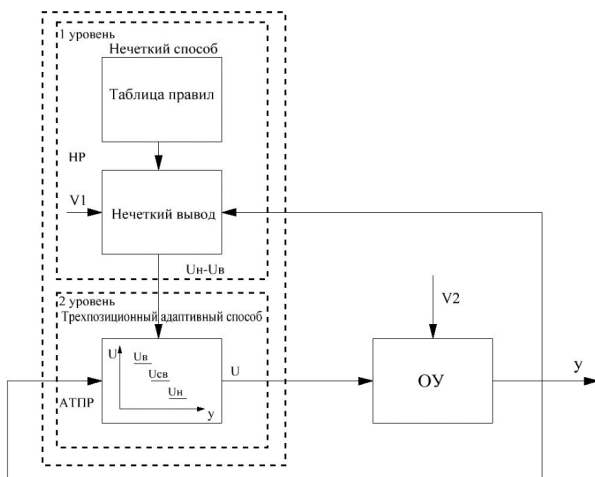 1 уровень
Нечеткий способ
Таблица правил
НР
V1
Нечеткий вывод
Uн-Uв
2 уровень
Трехпозиционный адаптивный способ
U
Uв
Uсв
Uн
у
АТПР
U
V2
ОУ
У